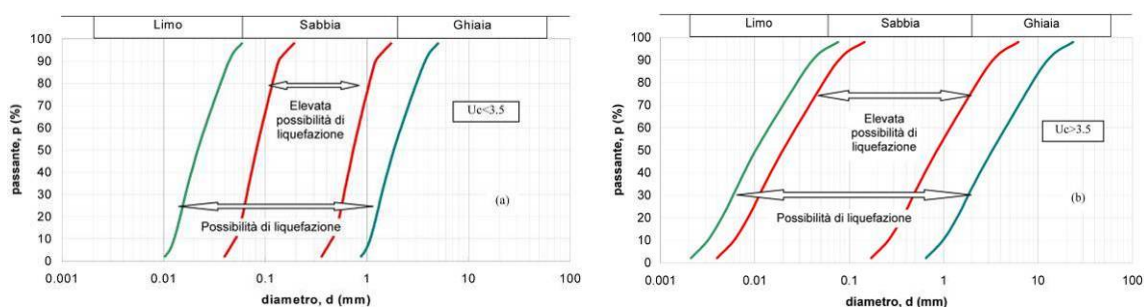 Limo Sabbia Ghiaia
100
90
80
70
60
50
40
30
20
10
0
passante, p (%)
Elevata
possibilità di
liquefazione
Uc<3.5
(a)
Possibilità di liquefazione
0.001 0.01 0.1 1 10 100
diametro, d (mm)
Limo Sabbia Ghiaia
100
90
80
70
60
50
40
30
20
10
0
passante, p (%)
Elevata
possibilità di
liquefazione
Uc>3.5
(b)
Possibilità di liquefazione
0.001 0.01 0.1 1 10 100
diametro, d (mm)